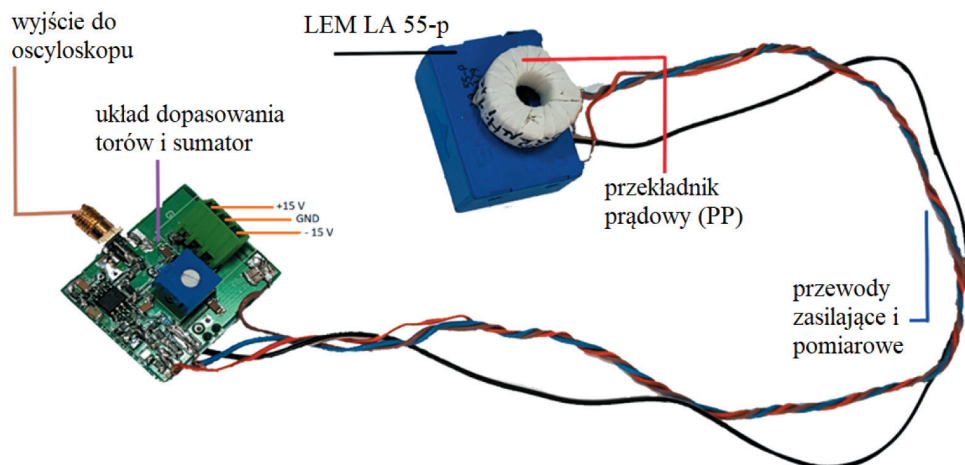 wyjście do
oscyloskopu
LEM LA 55-p
układ dopasowania
torów i sumator
+15 V
GND
- 15 V
przekładnik
prądowy (PP)
przewody
zasilające i
pomiarowe